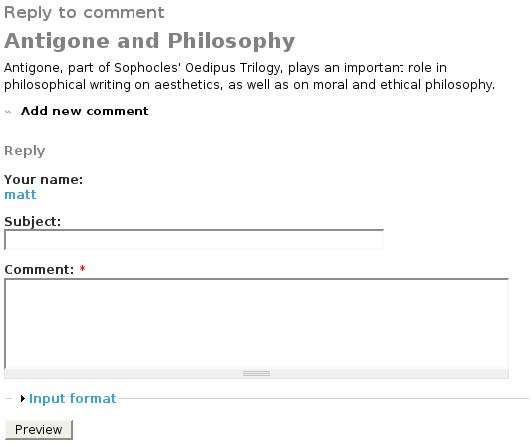 Reply to comment
Antigone and Philosophy
Antigone, part of Sophocles' Oedipus Trilogy, plays an important role in
philosophical writing on aesthetics, as well as on moral and ethical philosophy.
» Add new comment
Reply
Your name:
matt
Subject:
Comment: *
Input format
Preview